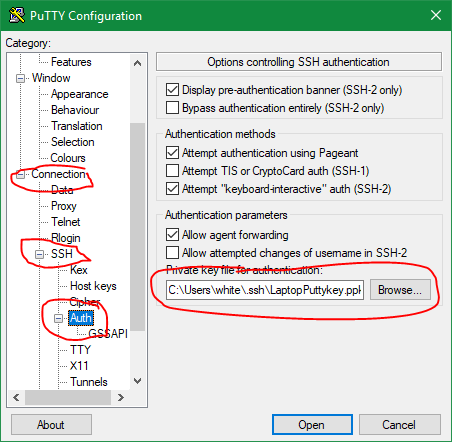 PuTTY Configuration
Category:
Features
Window
Appearance
Behaviour
Translation
Selection
Colours
Connection
Data
Proxy
Telnet
Rlogin
SSH
Kex
Host keys
Cipher
Auth
GSSAPI
TTY
X11
Tunnels
Options controlling SSH authentication
Display pre-authentication banner (SSH-2 only)
Bypass authentication entirely (SSH-2 only)
Authentication methods
Attempt authentication using Pageant
Attempt TIS or CryptoCard auth (SSH-1)
Attempt "keyboard-interactive" auth (SSH-2)
Authentication parameters
Allow agent forwarding
Allow attempted changes of username in SSH-2
Private key file for authentication:
C:\Users\white\.ssh\LaptopPuttykey.ppk Browse...
About Open Cancel